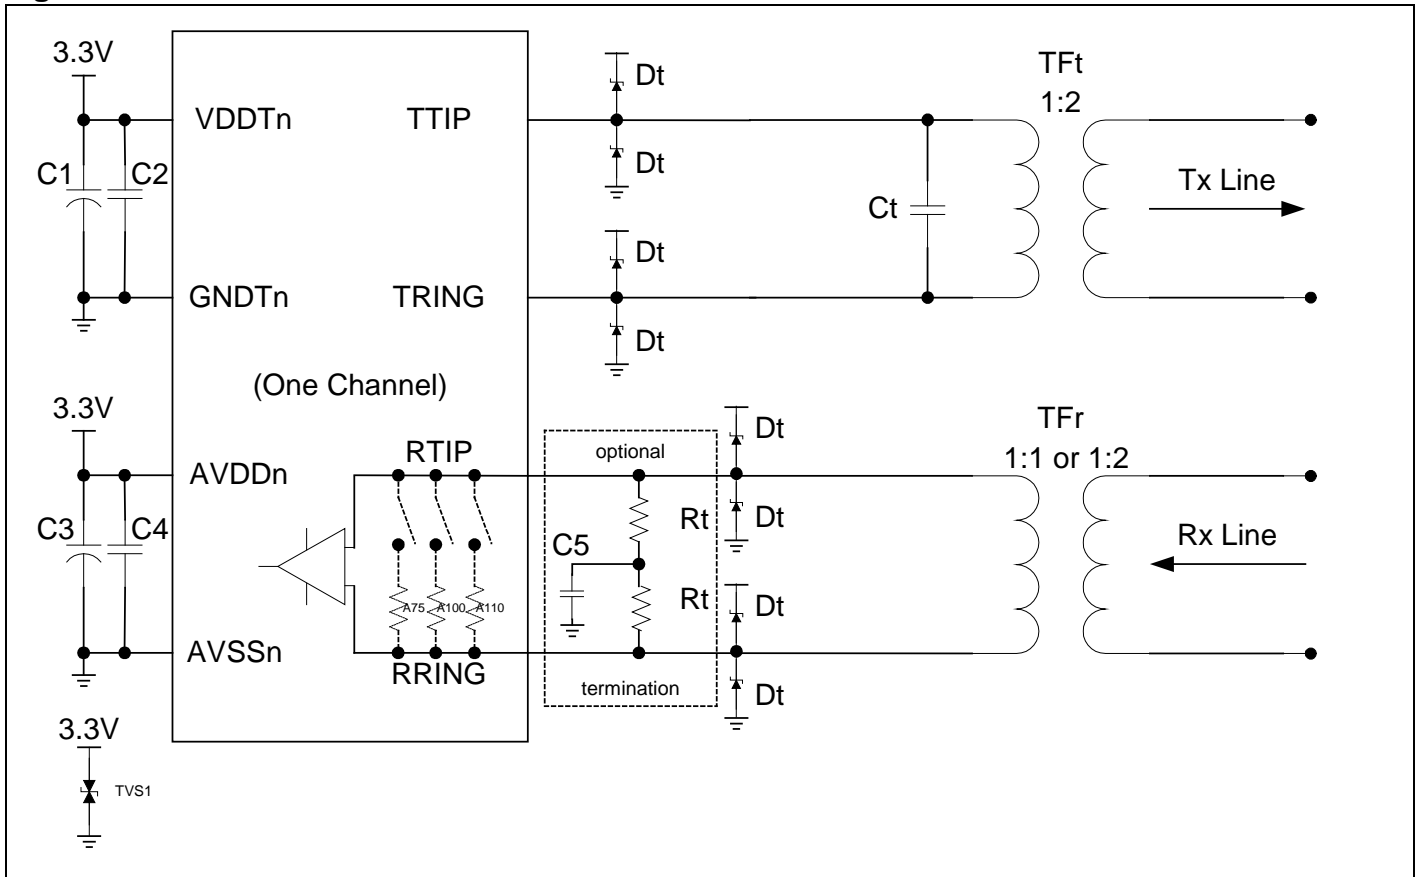 3.3V
VDDTn
TTIP
Dt
Dt
C1
C2
GNDTn
TRING
Dt
Dt
Ct
TFt
1:2
Tx Line
(One Channel)
3.3V
AVDDn
RTIP
C3
C4
AVSSn
A75
A100
A110
RRING
optional
Rt
C5
Rt
termination
Dt
Dt
Dt
Dt
TFr
1:1 or 1:2
Rx Line
3.3V
TVS1